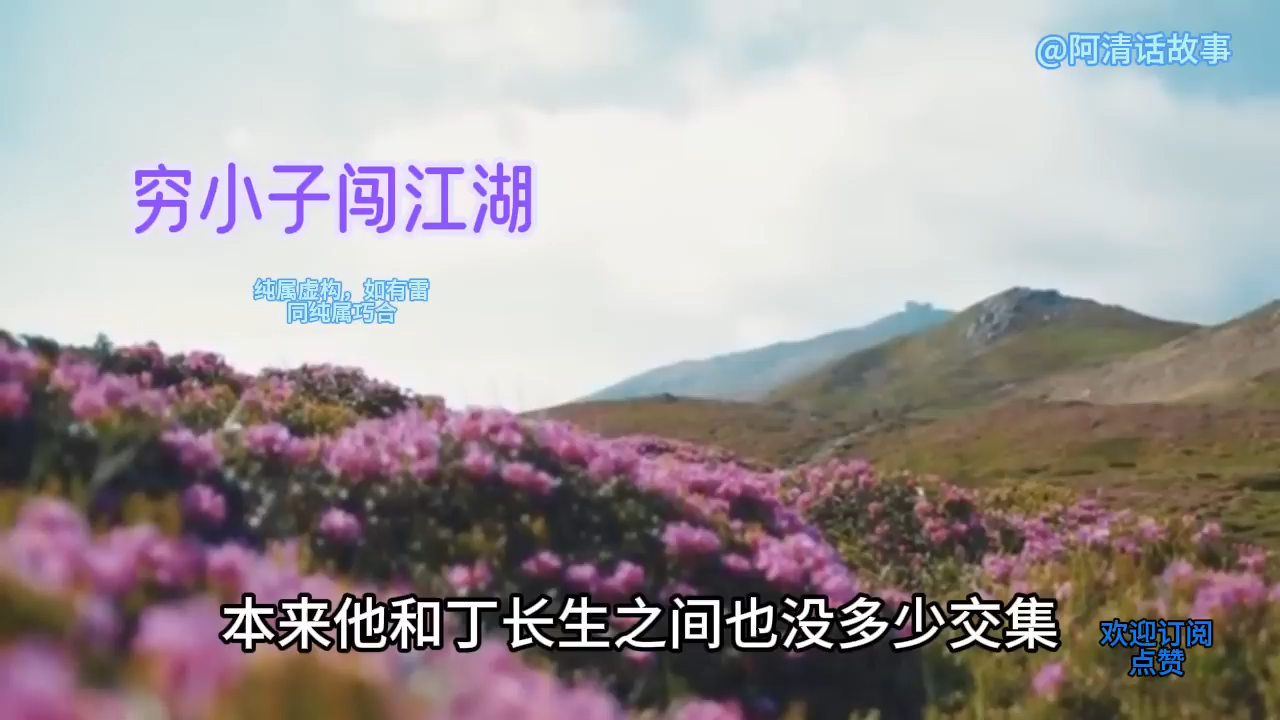 @阿清话故事
穷小子闯江湖
纯属虚构，如有雷
同纯属巧合
本来他和丁长生之间也没多少交集
欢迎订阅
点赞